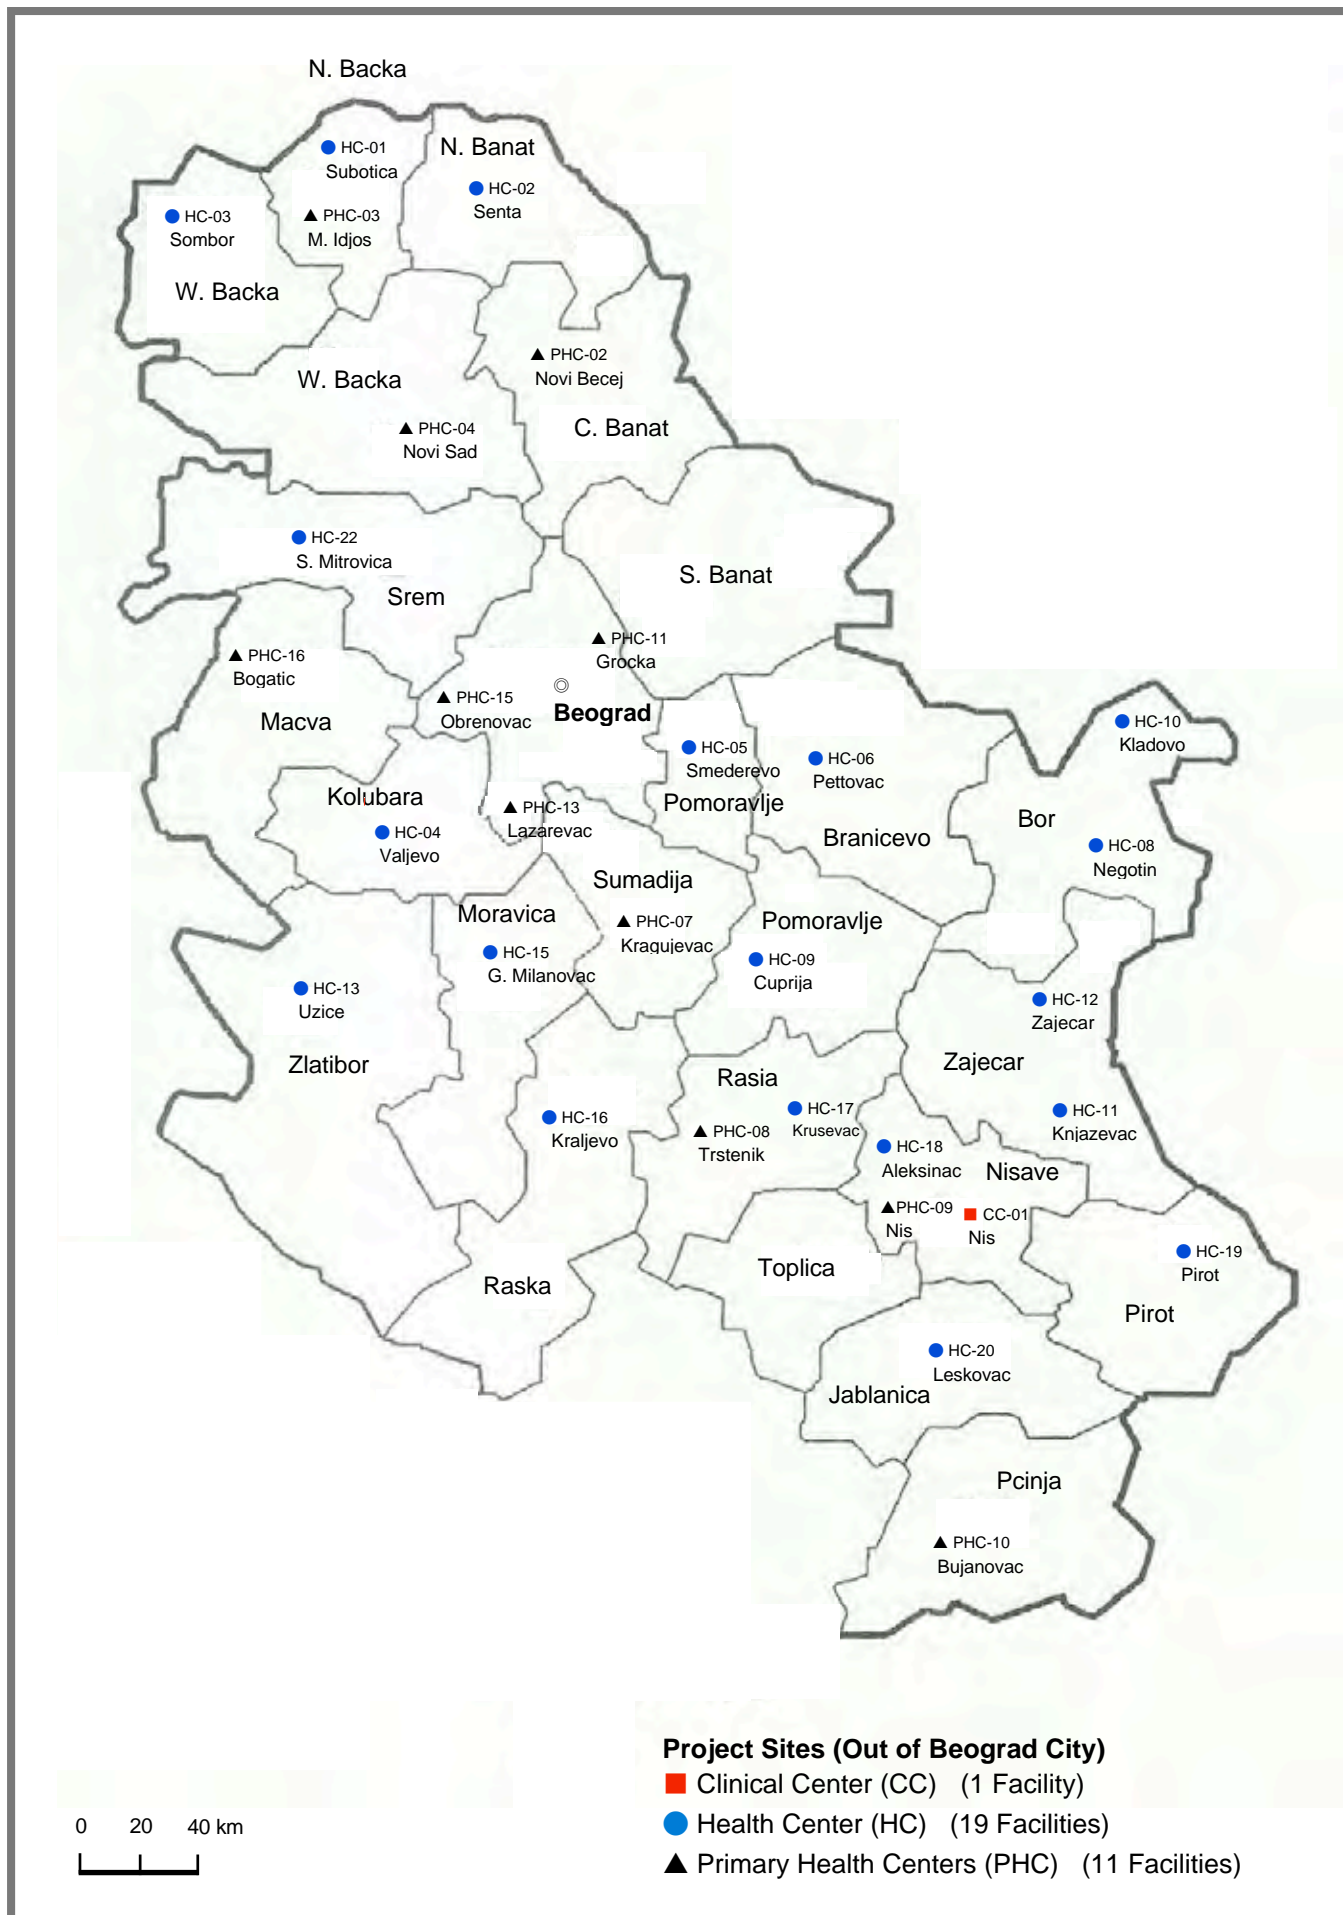 N. Backa
HC-01
Subotica
N. Banat
HC-02
Senta
HC-03
Sombor
PHC-03
M. Idjos
W. Backa
PHC-02
Novi Becej
W. Backa
C. Banat
PHC-04
Novi Sad
HC-22
S. Mitrovica
S. Banat
Srem
PHC-11
Grocka
PHC-16
Bogatic
PHC-15
Obrenovac
Beograd
Macva
HC-10
Kladovo
HC-05
Smederevo
HC-06
Pettovac
Kolubara
PHC-13
Lazarevac
Pomoravlje
Bor
HC-04
Valjevo
Branicevo
HC-08
Negotin
Sumadija
Moravica
PHC-07
Kragujevac
Pomoravlje
HC-15
G. Milanovac
HC-09
Cuprija
HC-13
Uzice
HC-12
Zajecar
Zlatibor
Zajecar
Rasia
HC-16
Kraljevo
HC-17
Krusevac
HC-11
Knjazevac
PHC-08
Trstenik
HC-18
Aleksinac
Nisave
PHC-09
Nis
CC-01
Nis
HC-19
Pirot
Toplica
Raska
Pirot
HC-20
Leskovac
Jablanica
Pcinja
PHC-10
Bujanovac
Project Sites (Out of Beograd City)
Clinical Center (CC) (1 Facility)
Health Center (HC) (19 Facilities)
Primary Health Centers (PHC) (11 Facilities)
0 20 40 km